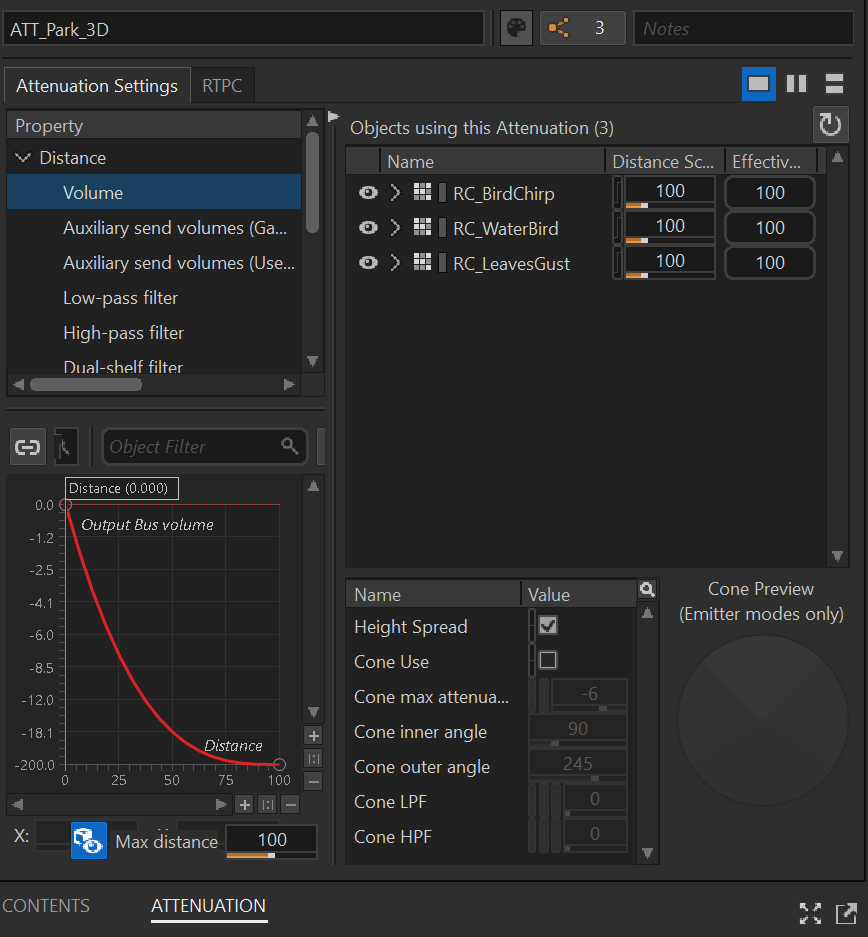 ATT_Park_3D
3
Notes
Attenuation Settings
RTPC
Property
Distance
Volume
Auxiliary send volumes (Ga...
Auxiliary send volumes (Use...
Low-pass filter
High-pass filter
Dual-shelf filter
Objects using this Attenuation (3)
Name Distance Sc... Effectiv...
RC_BirdChirp 100 100
RC_WaterBird 100 100
RC_LeavesGust 100 100
Object Filter
Distance (0.000)
Output Bus volume
0.0
-1.2
-2.5
-4.1
-6.0
-8.5
-12.0
-18.1
-200.0
Distance
0 25 50 75 100
X:
Max distance 100
Name Value
Height Spread
Cone Use
Cone max attenua... -6
Cone inner angle 90
Cone outer angle 245
Cone LPF 0
Cone HPF 0
Cone Preview
(Emitter modes only)
CONTENTS
ATTENUATION